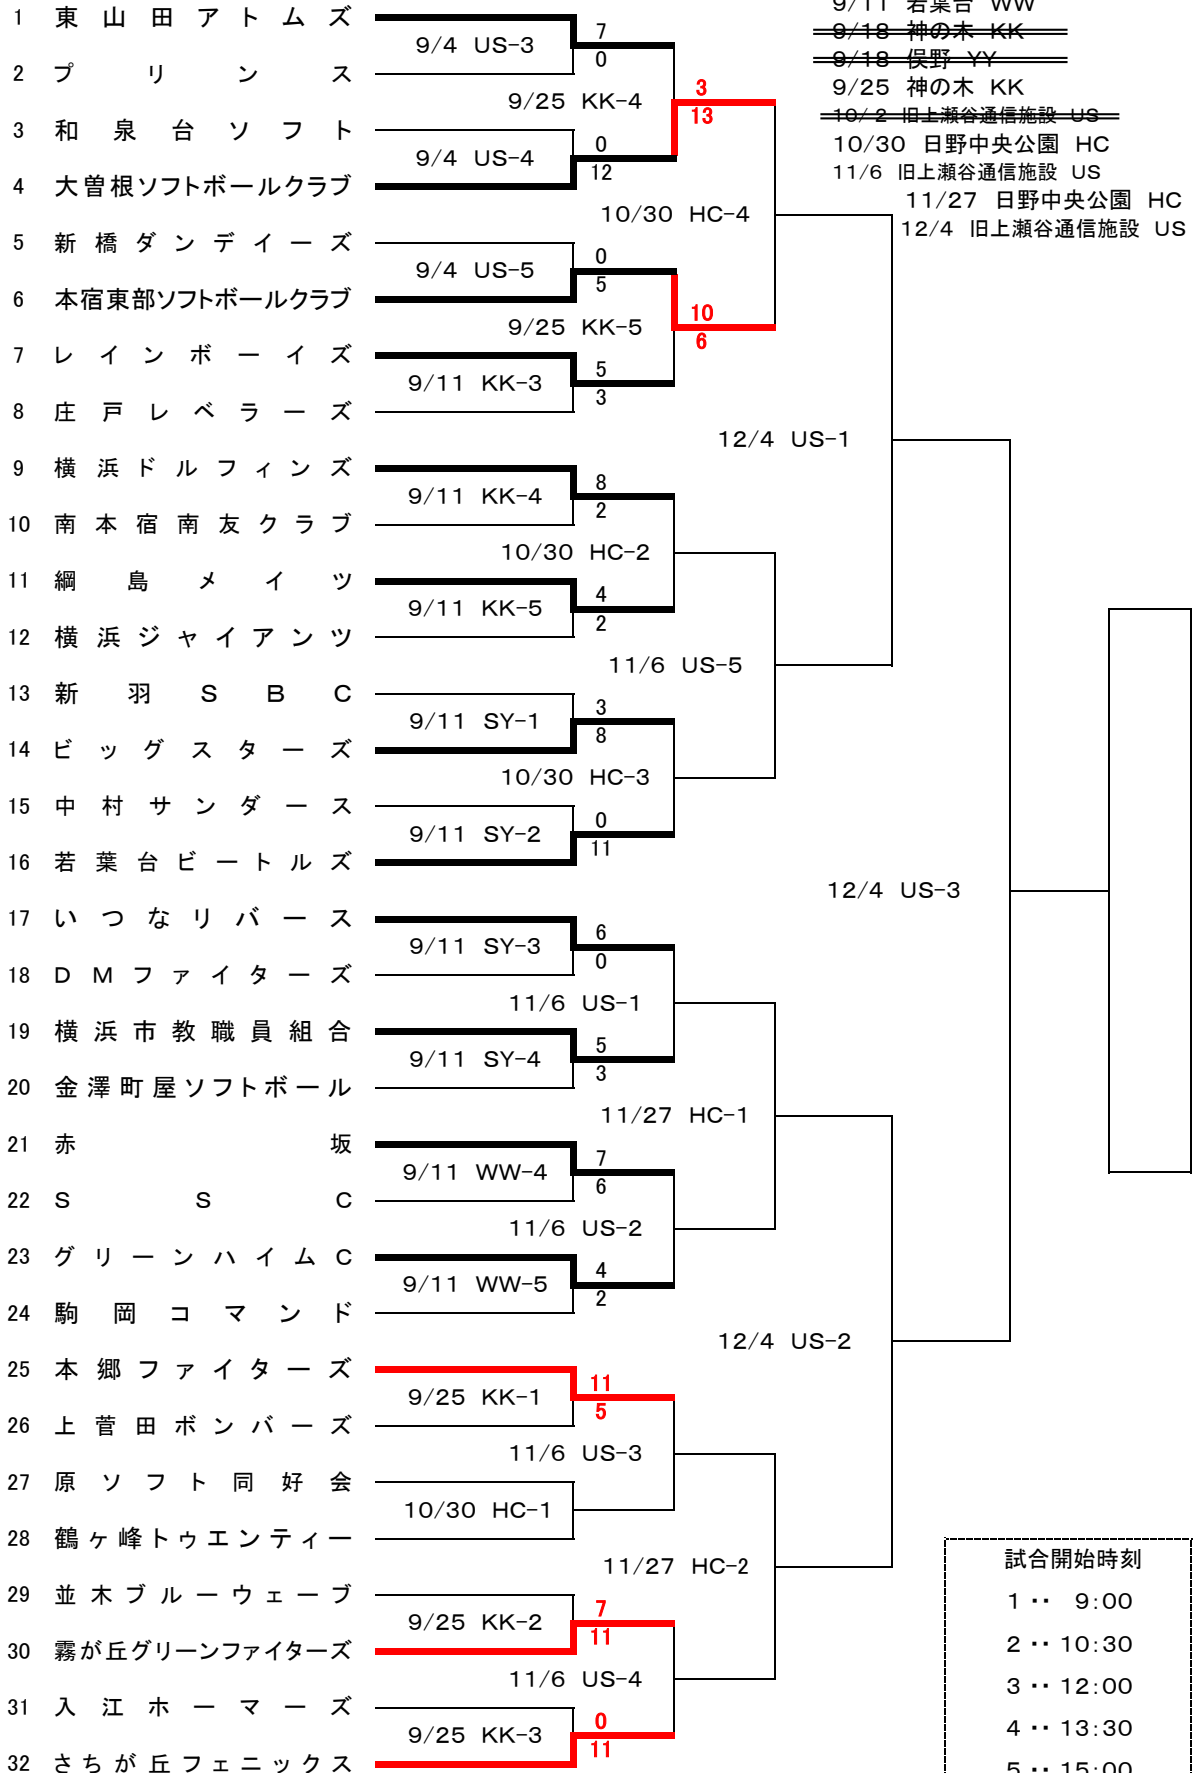 9/11 若葉台 WW
9/18 神の木 KK
9/18 俣野 YY
9/25 神の木 KK
10/2 旧上瀬谷通信施設 US
10/30 日野中央公園 HC
11/6 旧上瀬谷通信施設 US
11/27 日野中央公園 HC
12/4 旧上瀬谷通信施設 US
1 東山田アトムズ
9/4 US-3
7
0
2 プリンス
9/25 KK-4
3
13
3 和泉台ソフト
9/4 US-4
0
12
4 大曽根ソフトボールクラブ
10/30 HC-4
5 新橋ダンデイーズ
9/4 US-5
0
5
6 本宿東部ソフトボールクラブ
9/25 KK-5
10
6
7 レインボーイズ
9/11 KK-3
5
3
8 庄戸レベラーズ
12/4 US-1
9 横浜ドルフィンズ
9/11 KK-4
8
2
10 南本宿南友クラブ
10/30 HC-2
11 綱島メイツ
9/11 KK-5
4
2
12 横浜ジャイアンツ
11/6 US-5
13 新羽SBC
9/11 SY-1
3
8
14 ビッグスターズ
10/30 HC-3
15 中村サンダース
9/11 SY-2
0
11
16 若葉台ビートルズ
12/4 US-3
17 いつなリバース
9/11 SY-3
6
0
18 DMファイターズ
11/6 US-1
19 横浜市教職員組合
9/11 SY-4
5
3
20 金澤町屋ソフトボール
11/27 HC-1
21 赤坂
9/11 WW-4
7
6
22 SSC
11/6 US-2
23 グリーンハイムC
9/11 WW-5
4
2
24 駒岡コマンド
12/4 US-2
25 本郷ファイターズ
9/25 KK-1
11
5
26 上菅田ボンバーズ
11/6 US-3
27 原ソフト同好会
10/30 HC-1
28 鶴ヶ峰トゥエンティー
11/27 HC-2
29 並木ブルーウェーブ
9/25 KK-2
7
11
30 霧が丘グリーンファイターズ
11/6 US-4
31 入江ホーマーズ
9/25 KK-3
0
11
32 さちが丘フェニックス
試合開始時刻
1‥ 9:00
2‥10:30
3‥12:00
4‥13:30
5‥15:00